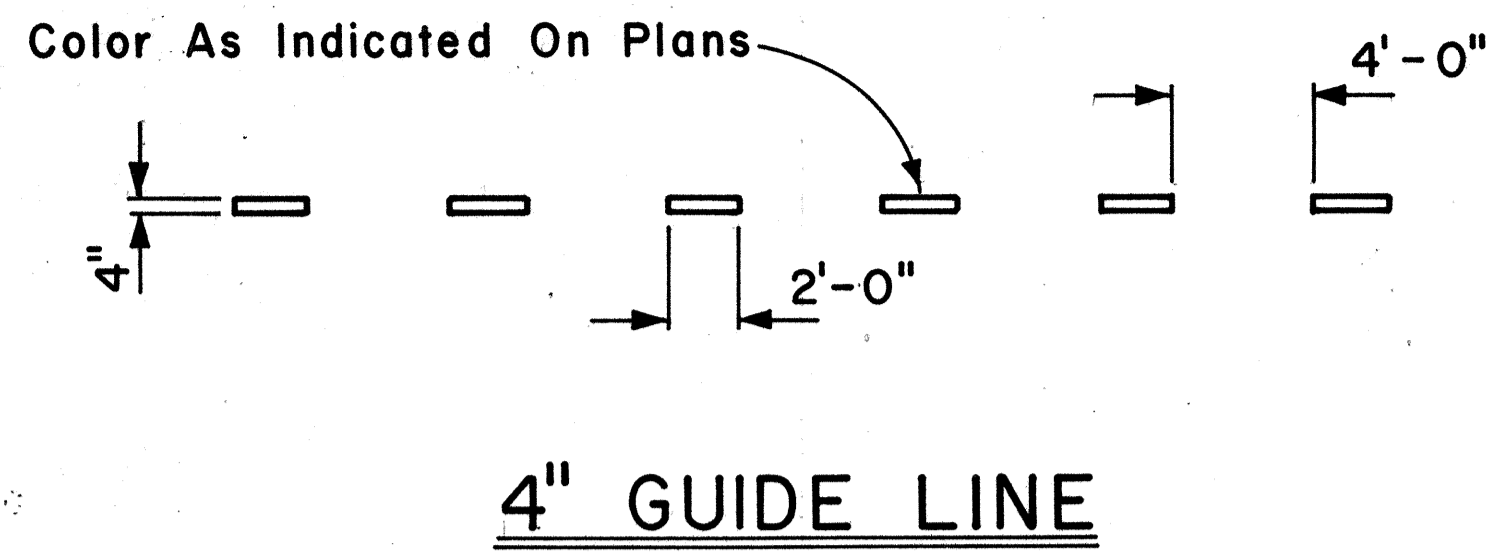 Color As Indicated On Plans
4'-0"
4"
2'-0"
4" GUIDE LINE